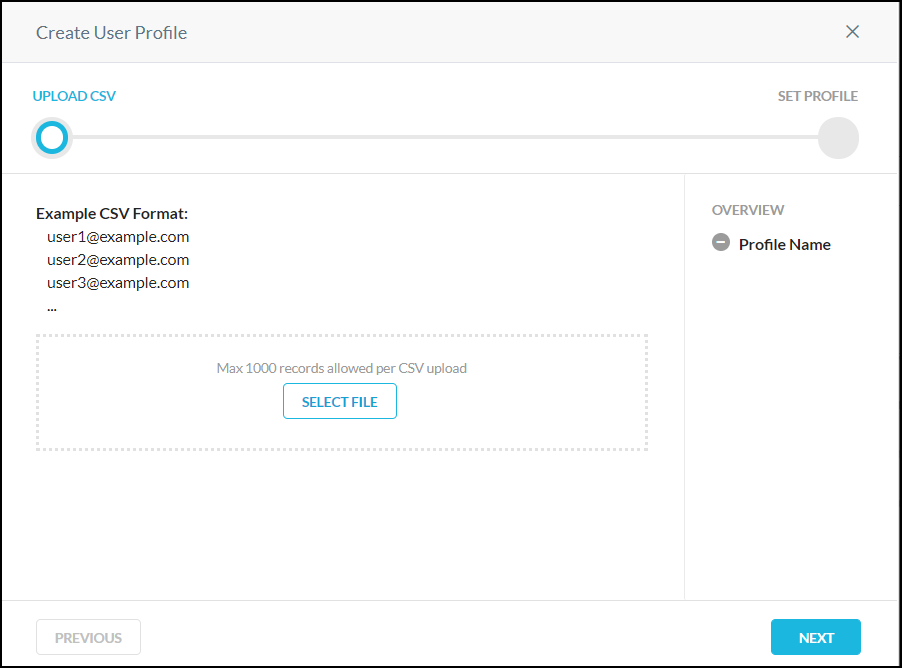 Create User Profile
UPLOAD CSV
SET PROFILE
Example CSV Format:
user1@example.com
user2@example.com
user3@example.com
...
Max 1000 records allowed per CSV upload
SELECT FILE
OVERVIEW
Profile Name
PREVIOUS
NEXT